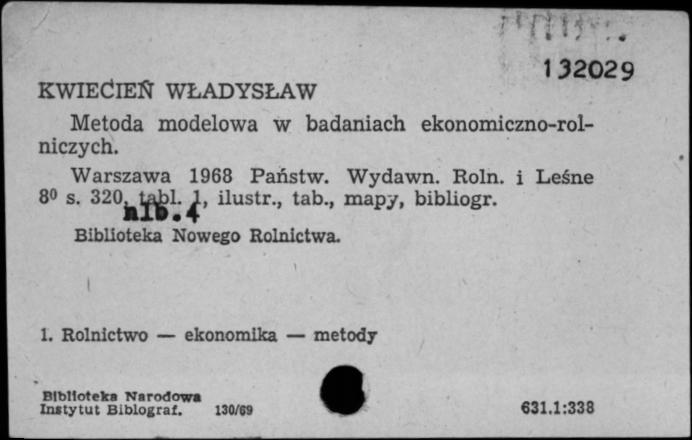 132029
KWIECIEŃ WŁADYSŁAW
Metoda modelowa w badaniach ekonomiczno-rol-
niczych.
Warszawa 1968 Państw. Wydawn. Roln. i Leśne
8⁰ s. 320, tabl. 1, ilustr., tab., mapy, bibliogr.
nlb.4
Biblioteka Nowego Rolnictwa.
1. Rolnictwo — ekonomika — metody
Biblioteka Narodowa
Instytut Bibliograf. 130/69
631.1:338